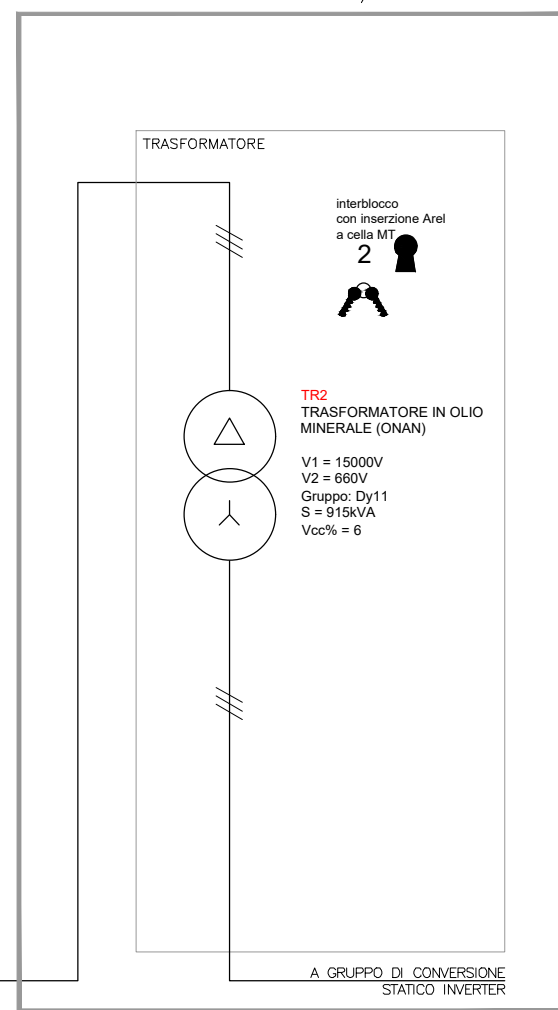 TRASFORMATORE
interblocco
con inserzione Arel
a cella MT
2
TR2
TRASFORMATORE IN OLIO
MINERALE (ONAN)
V1 = 15000V
V2 = 660V
Gruppo: Dy11
S = 915kVA
Vcc% = 6
A GRUPPO DI CONVERSIONE
STATICO INVERTER